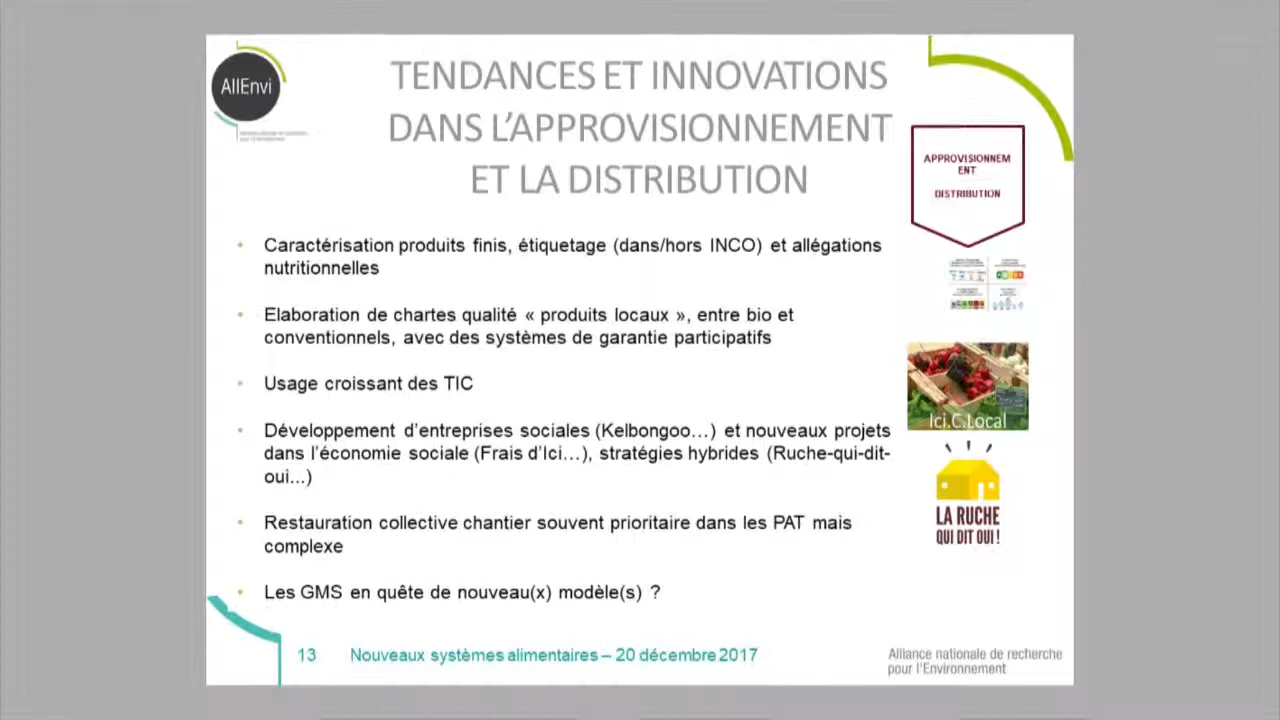 AllEnvi
TENDANCES ET INNOVATIONS
DANS L'APPROVISIONNEMENT
ET LA DISTRIBUTION
APPROVISIONNEM
ENT
DISTRIBUTION
• Caractérisation produits finis, étiquetage (dans/hors INCO) et allégations
nutritionnelles
• Elaboration de chartes qualité « produits locaux », entre bio et
conventionnels, avec des systèmes de garantie participatifs
• Usage croissant des TIC
• Développement d'entreprises sociales (Kelbongoo…) et nouveaux projets
dans l'économie sociale (Frais d'Ici…), stratégies hybrides (Ruche-qui-dit-
oui...)
• Restauration collective chantier souvent prioritaire dans les PAT mais
complexe
• Les GMS en quête de nouveau(x) modèle(s) ?
Ici.C.Local
LA RUCHE
QUI DIT OUI !
13 Nouveaux systèmes alimentaires – 20 décembre 2017
Alliance nationale de recherche
pour l'Environnement